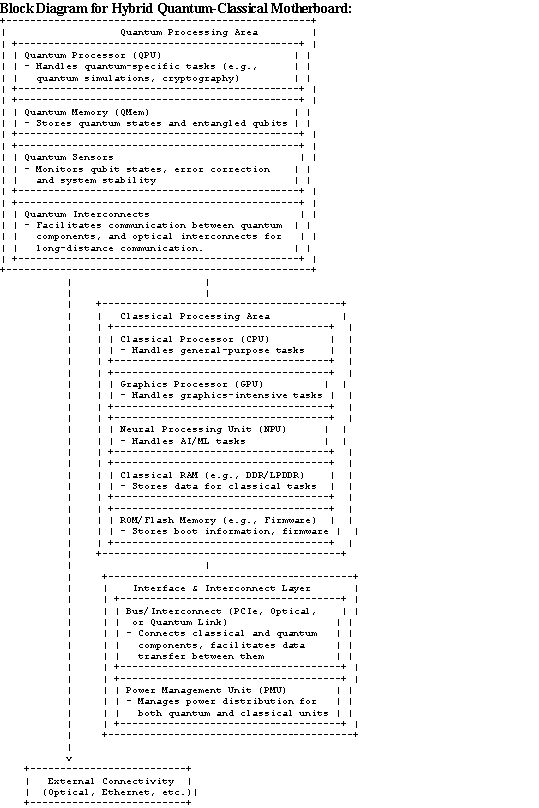 Block Diagram for Hybrid Quantum-Classical Motherboard:
Quantum Processing Area
Quantum Processor (QPU)
- Handles quantum-specific tasks (e.g.,
quantum simulations, cryptography)
Quantum Memory (QMem)
- Stores quantum states and entangled qubits
Quantum Sensors
- Monitors qubit states, error correction
and system stability
Quantum Interconnects
- Facilitates communication between quantum
components, and optical interconnects for
long-distance communication.
Classical Processing Area
Classical Processor (CPU)
- Handles general-purpose tasks
Graphics Processor (GPU)
- Handles graphics-intensive tasks
Neural Processing Unit (NPU)
- Handles AI/ML tasks
Classical RAM (e.g., DDR/LPDDR)
- Stores data for classical tasks
ROM/Flash Memory (e.g., Firmware)
- Stores boot information, firmware
Interface & Interconnect Layer
Bus/Interconnect (PCIe, Optical,
or Quantum Link)
- Connects classical and quantum
components, facilitates data
transfer between them
Power Management Unit (PMU)
- Manages power distribution for
both quantum and classical units
External Connectivity
(Optical, Ethernet, etc.)